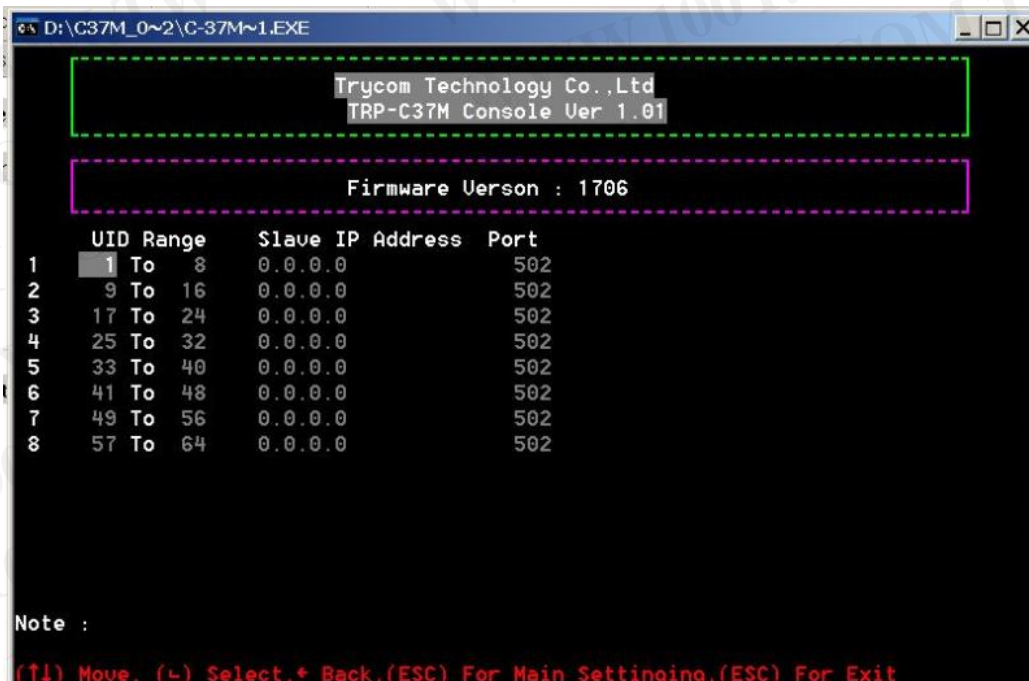 D:\C37M_0~2\C-37M~1.EXE
Trycom Technology Co.,Ltd
TRP-C37M Console Ver 1.01
Firmware Verson : 1706
UID Range Slave IP Address Port
1 1 To 8 0.0.0.0 502
2 9 To 16 0.0.0.0 502
3 17 To 24 0.0.0.0 502
4 25 To 32 0.0.0.0 502
5 33 To 40 0.0.0.0 502
6 41 To 48 0.0.0.0 502
7 49 To 56 0.0.0.0 502
8 57 To 64 0.0.0.0 502
Note :
(↑↓) Move, (↵) Select,← Back,(ESC) For Main Settinging,(ESC) For Exit